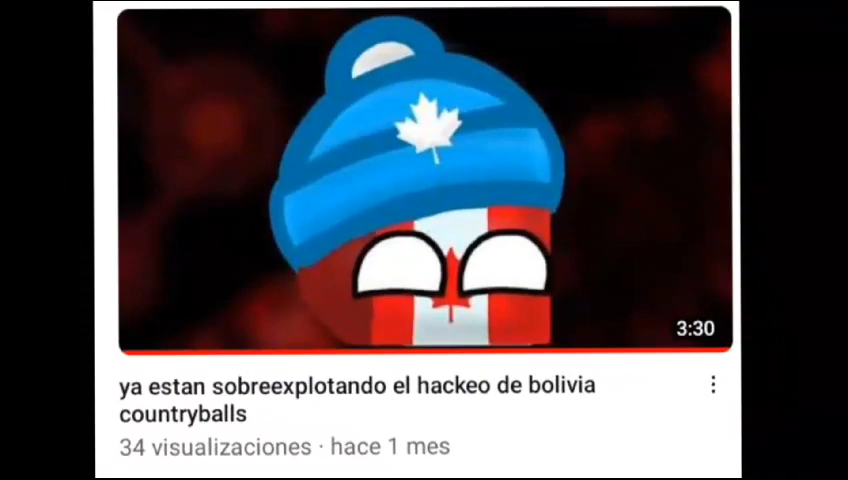 3:30
ya estan sobreexplotando el hackeo de bolivia
countryballs
34 visualizaciones · hace 1 mes